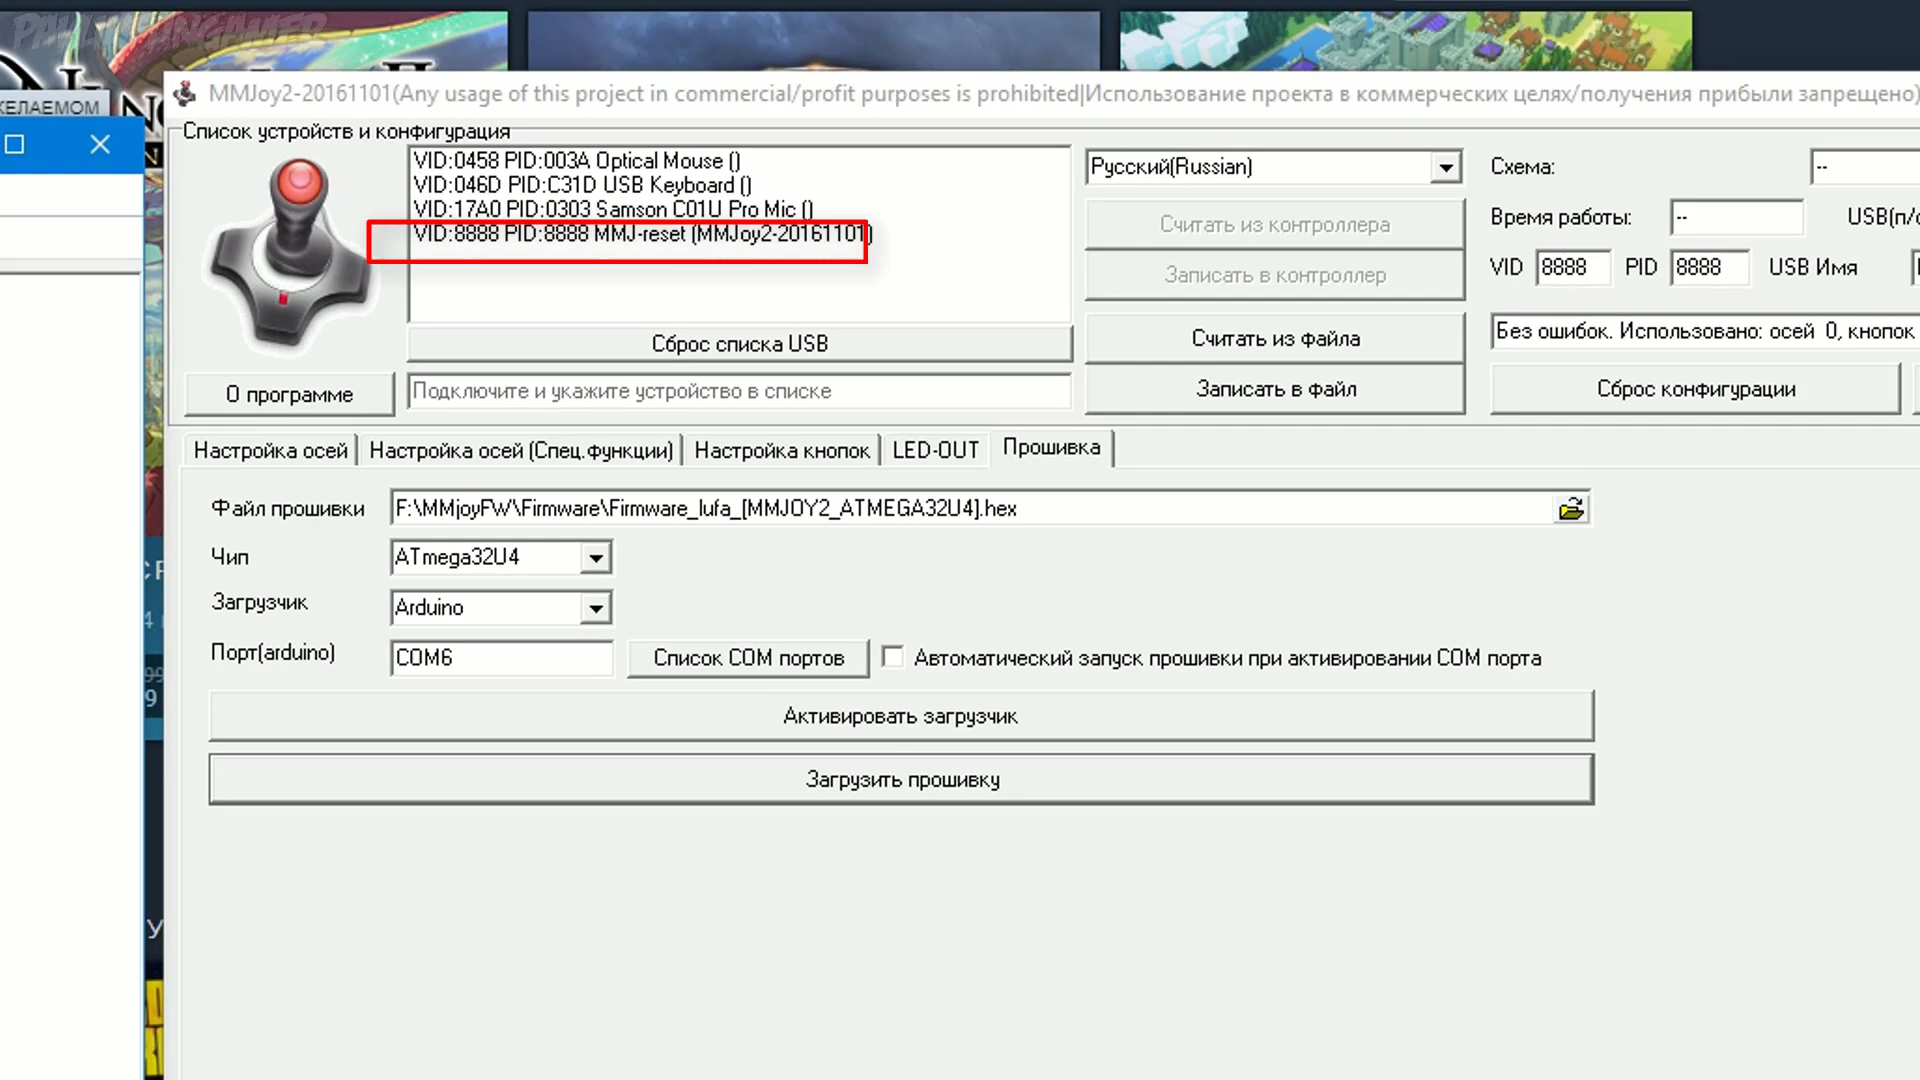 PAULMANGAMER
ЖЕЛАЕМОМ
MMJoy2-20161101(Any usage of this project in commercial/profit purposes is prohibited|Использование проекта в коммерческих целях/получения прибыли запрещено)
Список устройств и конфигурация
VID:0458 PID:003A Optical Mouse ()
VID:046D PID:C31D USB Keyboard ()
VID:17A0 PID:0303 Samson C01U Pro Mic ()
VID:8888 PID:8888 MMJ-reset (MMJoy2-20161101)
Сброс списка USB
О программе
Подключите и укажите устройство в списке
Русский(Russian)
Считать из контроллера
Записать в контроллер
Считать из файла
Записать в файл
Схема: --
Время работы: -- USB(п/о
VID 8888 PID 8888 USB Имя
Без ошибок. Использовано: осей 0, кнопок
Сброс конфигурации
Настройка осей Настройка осей (Спец.функции) Настройка кнопок LED-OUT Прошивка
Файл прошивки F:\MMjoyFW\Firmware\Firmware_lufa_[MMJOY2_ATMEGA32U4].hex
Чип ATmega32U4
Загрузчик Arduino
Порт(arduino) COM6 Список COM портов Автоматический запуск прошивки при активировании COM порта
Активировать загрузчик
Загрузить прошивку